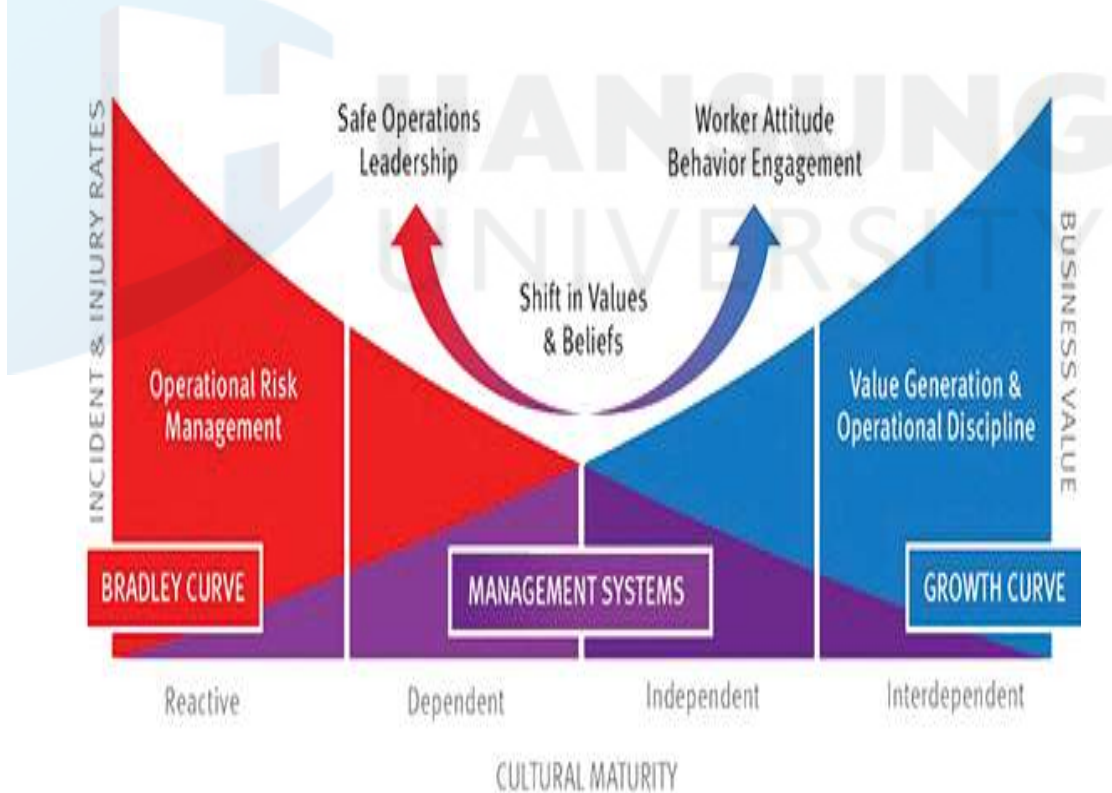 HANSUNG
UNIVERSITY
Safe Operations
Leadership
Worker Attitude
Behavior Engagement
INCIDENT & INJURY RATES
BUSINESS VALUE
Shift in Values
& Beliefs
Operational Risk
Management
Value Generation &
Operational Discipline
BRADLEY CURVE
MANAGEMENT SYSTEMS
GROWTH CURVE
Reactive
Dependent
Independent
Interdependent
CULTURAL MATURITY